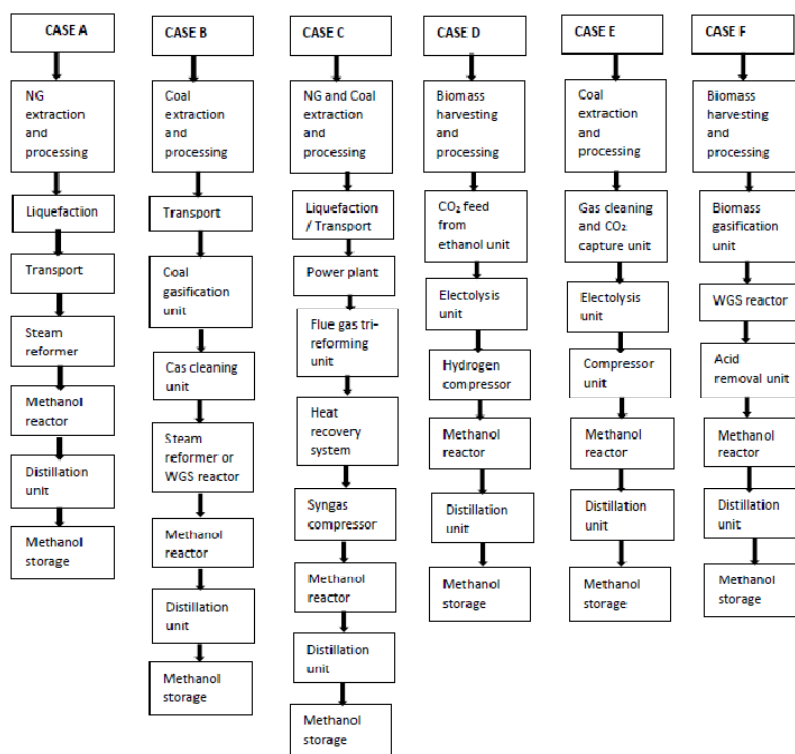 CASE A
NG
extraction
and
processing
Liquefaction
Transport
Steam
reformer
Methanol
reactor
Distillation
unit
Methanol
storage
CASE B
Coal
extraction
and
processing
Transport
Coal
gasification
unit
Cas cleaning
unit
Steam
reformer or
WGS reactor
Methanol
reactor
Distillation
unit
Methanol
storage
CASE C
NG and Coal
extraction
and
processing
Liquefaction
/ Transport
Power plant
Flue gas tri-
reforming
unit
Heat
recovery
system
Syngas
compressor
Methanol
reactor
Distillation
unit
Methanol
storage
CASE D
Biomass
harvesting
and
processing
CO₂ feed
from
ethanol unit
Electolysis
unit
Hydrogen
compressor
Methanol
reactor
Distillation
unit
Methanol
storage
CASE E
Coal
extraction
and
processing
Gas cleaning
and CO₂
capture unit
Electolysis
unit
Compressor
unit
Methanol
reactor
Distillation
unit
Methanol
storage
CASE F
Biomass
harvesting
and
processing
Biomass
gasification
unit
WGS reactor
Acid
removal unit
Methanol
reactor
Distillation
unit
Methanol
storage